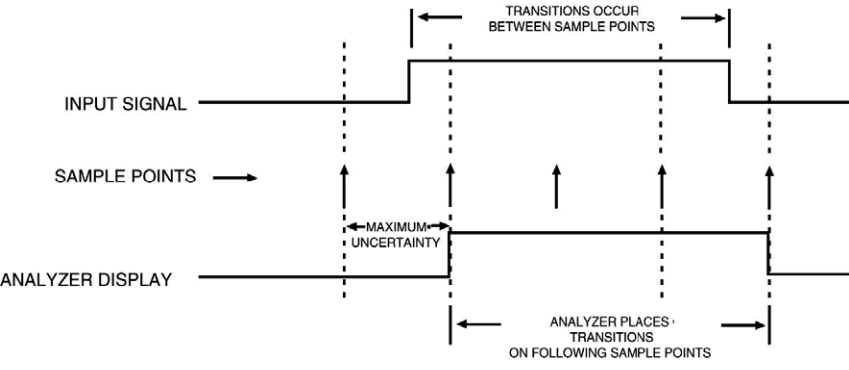 TRANSITIONS OCCUR
BETWEEN SAMPLE POINTS
INPUT SIGNAL
SAMPLE POINTS
MAXIMUM
UNCERTAINTY
ANALYZER DISPLAY
ANALYZER PLACES
TRANSITIONS
ON FOLLOWING SAMPLE POINTS